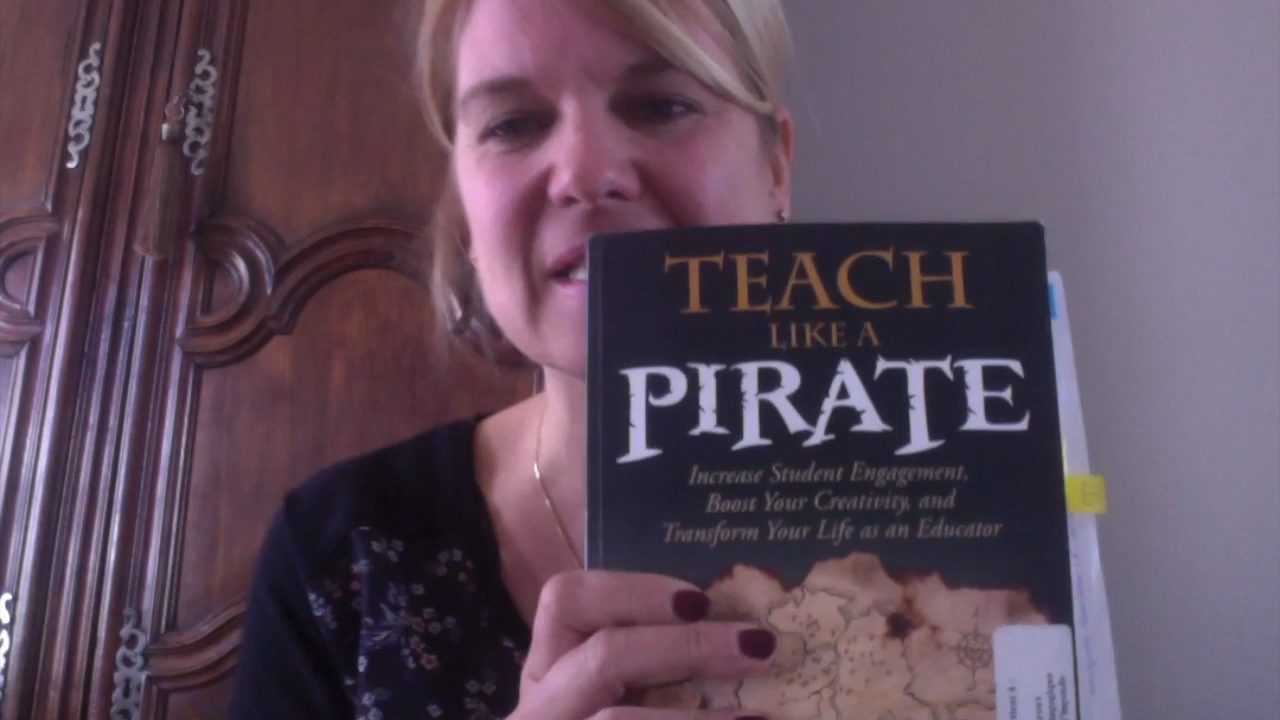 TEACH
LIKE A
PIRATE
Increase Student Engagement,
Boost Your Creativity, and
Transform Your Life as an Educator